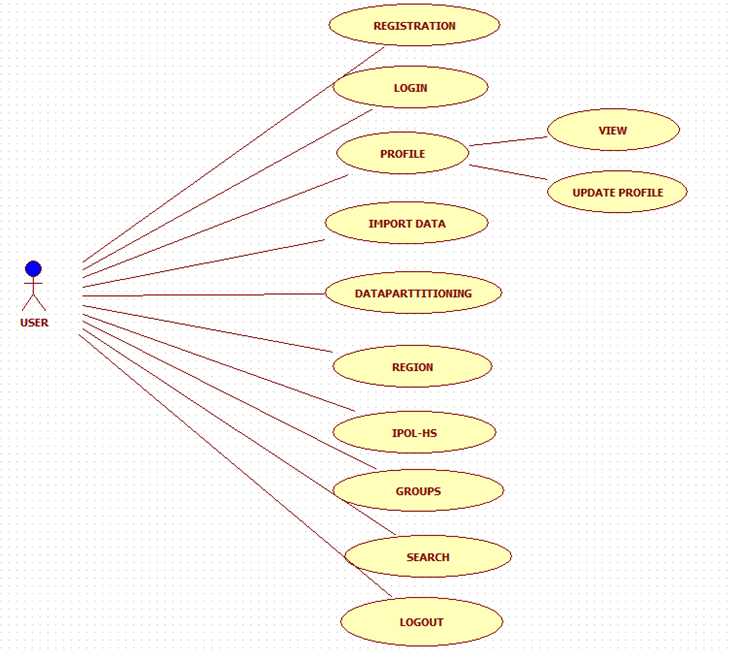 REGISTRATION
LOGIN
PROFILE
VIEW
UPDATE PROFILE
IMPORT DATA
USER
DATAPARTTITIONING
REGION
IPOL-HS
GROUPS
SEARCH
LOGOUT